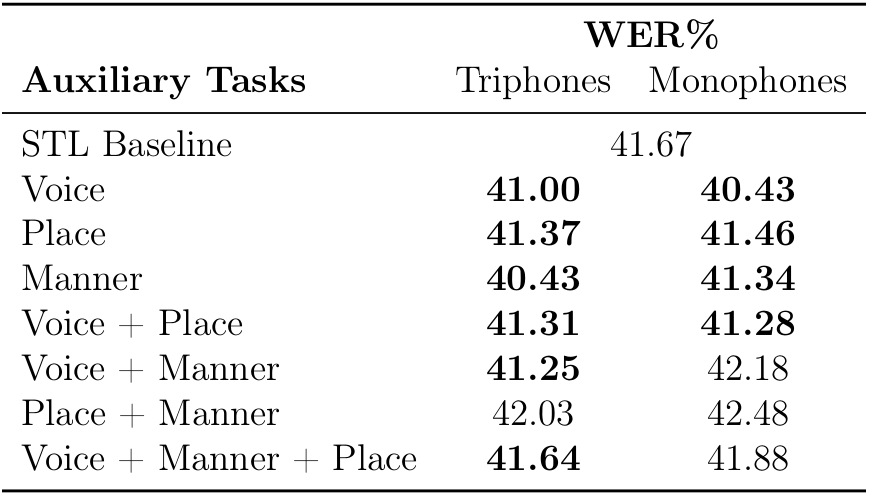 WER%
Auxiliary Tasks Triphones Monophones
STL Baseline 41.67
Voice 41.00 40.43
Place 41.37 41.46
Manner 40.43 41.34
Voice + Place 41.31 41.28
Voice + Manner 41.25 42.18
Place + Manner 42.03 42.48
Voice + Manner + Place 41.64 41.88